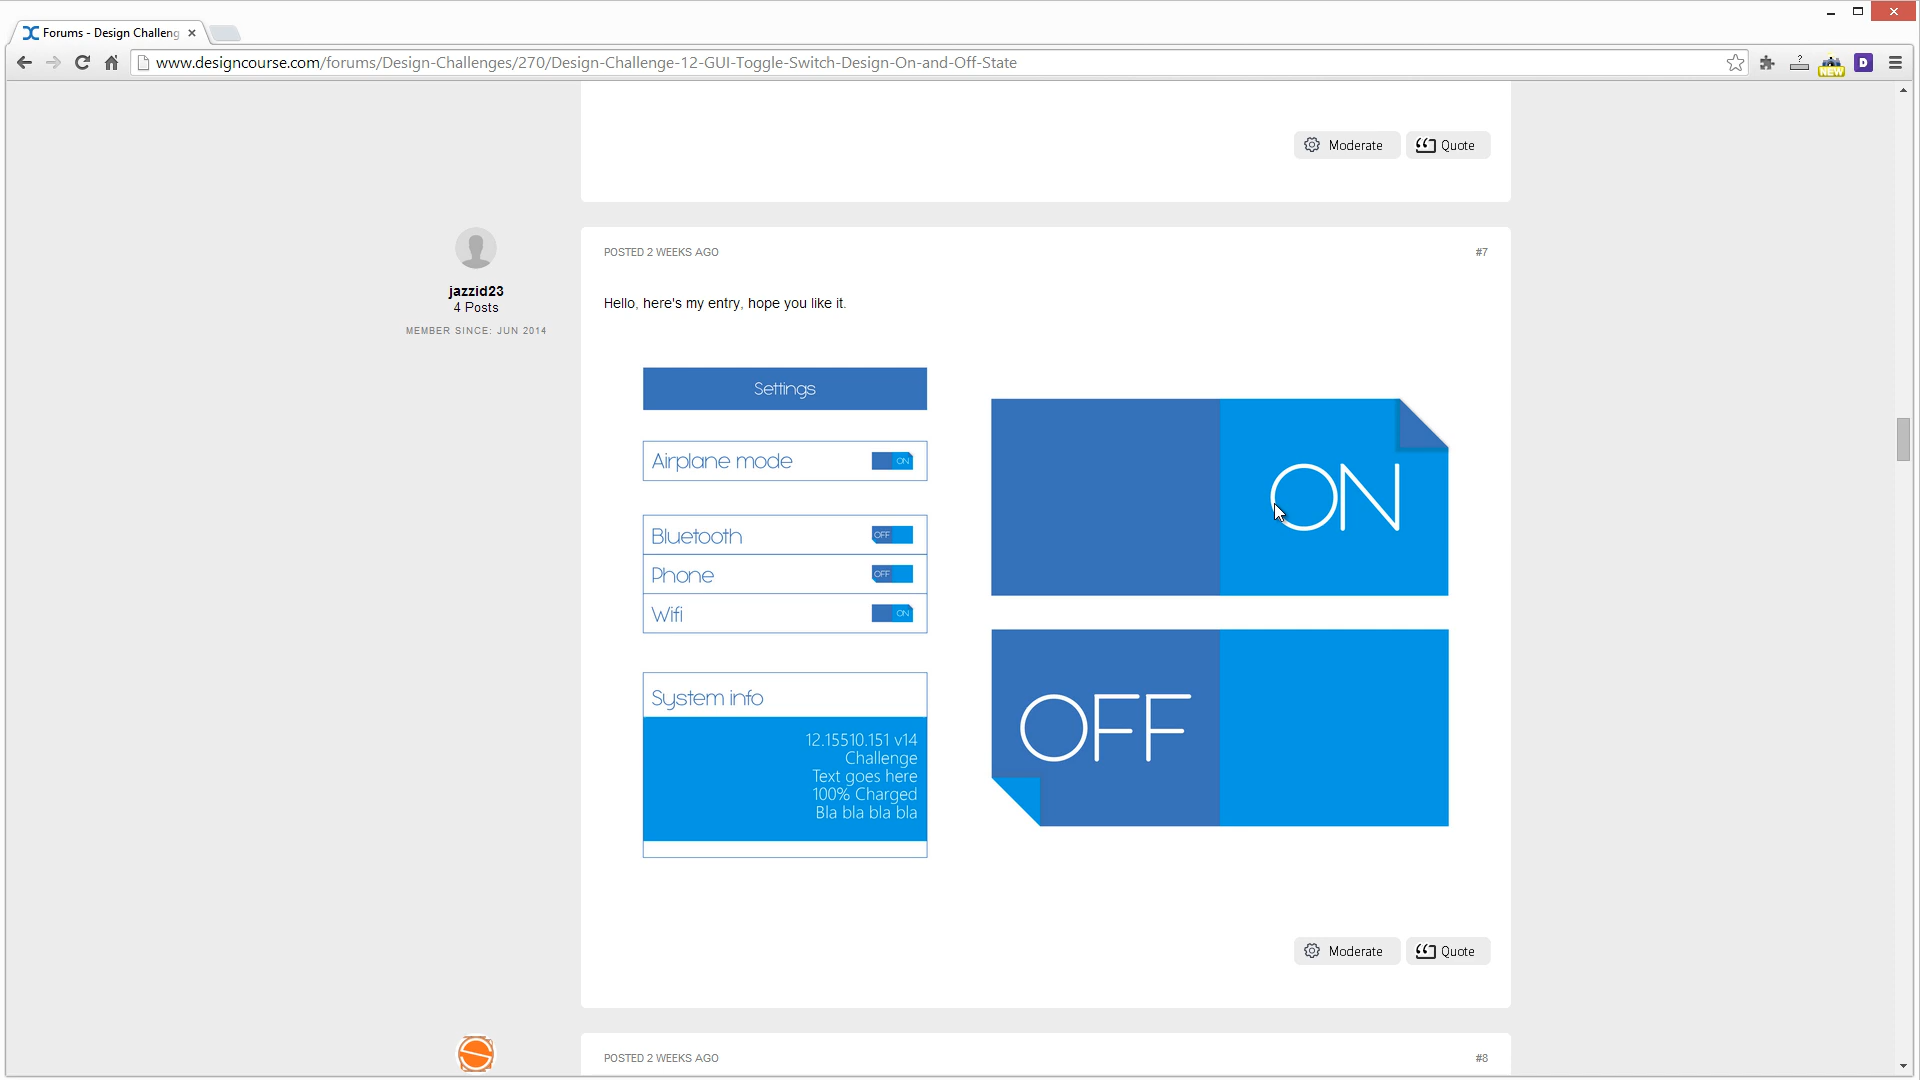 Forums - Design Challeng
www.designcourse.com/forums/Design-Challenges/270/Design-Challenge-12-GUI-Toggle-Switch-Design-On-and-Off-State
?
NEW
D
Moderate
Quote
jazzid23
4 Posts
MEMBER SINCE: JUN 2014
POSTED 2 WEEKS AGO
#7
Hello, here's my entry, hope you like it.
Settings
Airplane mode
ON
Bluetooth
OFF
Phone
OFF
Wifi
ON
System info
12.15510.151 v14
Challenge
Text goes here
100% Charged
Bla bla bla bla
ON
OFF
Moderate
Quote
POSTED 2 WEEKS AGO
#8